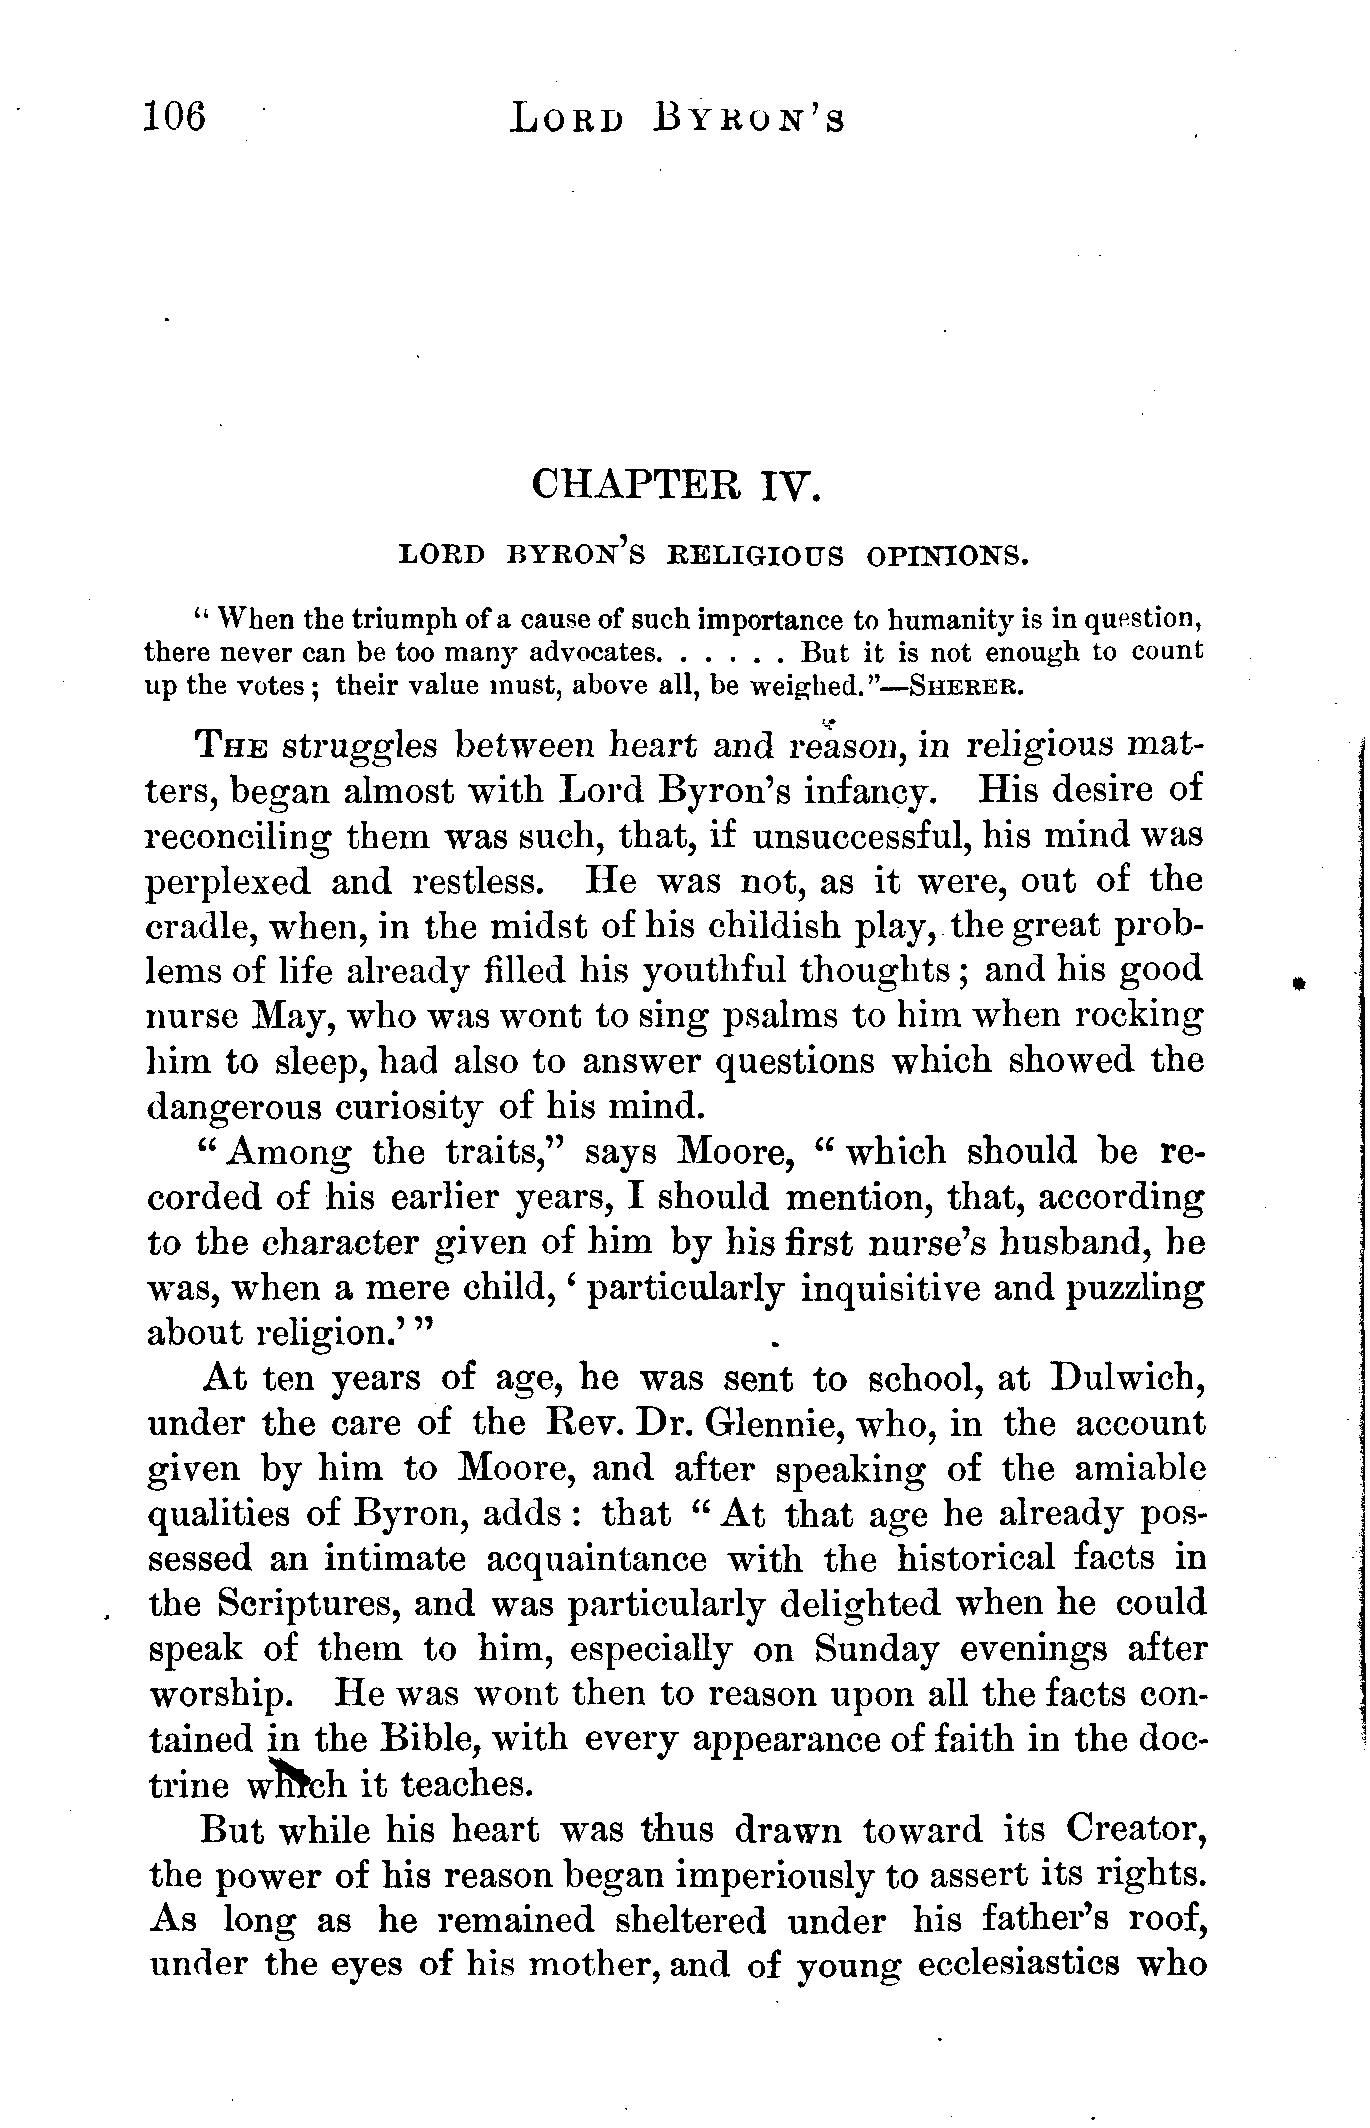 106 LORD BYRON'S
CHAPTER IV.
LORD BYRON'S RELIGIOUS OPINIONS.
"When the triumph of a cause of such importance to humanity is in question,
there never can be too many advocates. . . . . . But it is not enough to count
up the votes; their value must, above all, be weighed."—SHERER.
THE struggles between heart and reason, in religious mat-
ters, began almost with Lord Byron's infancy. His desire of
reconciling them was such, that, if unsuccessful, his mind was
perplexed and restless. He was not, as it were, out of the
cradle, when, in the midst of his childish play, the great prob-
lems of life already filled his youthful thoughts; and his good
nurse May, who was wont to sing psalms to him when rocking
him to sleep, had also to answer questions which showed the
dangerous curiosity of his mind.
"Among the traits," says Moore, "which should be re-
corded of his earlier years, I should mention, that, according
to the character given of him by his first nurse's husband, he
was, when a mere child, 'particularly inquisitive and puzzling
about religion.'"
At ten years of age, he was sent to school, at Dulwich,
under the care of the Rev. Dr. Glennie, who, in the account
given by him to Moore, and after speaking of the amiable
qualities of Byron, adds: that "At that age he already pos-
sessed an intimate acquaintance with the historical facts in
the Scriptures, and was particularly delighted when he could
speak of them to him, especially on Sunday evenings after
worship. He was wont then to reason upon all the facts con-
tained in the Bible, with every appearance of faith in the doc-
trine which it teaches.
But while his heart was thus drawn toward its Creator,
the power of his reason began imperiously to assert its rights.
As long as he remained sheltered under his father's roof,
under the eyes of his mother, and of young ecclesiastics who